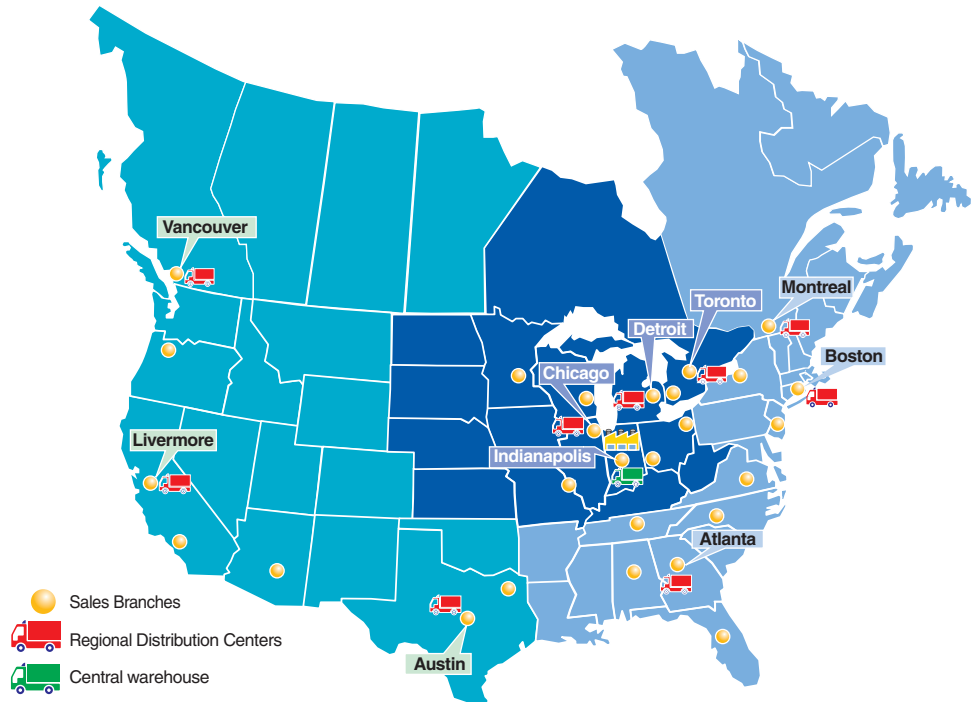 Vancouver
Montreal
Toronto
Detroit
Boston
Chicago
Livermore
Indianapolis
Atlanta
Sales Branches
Regional Distribution Centers
Austin
Central warehouse